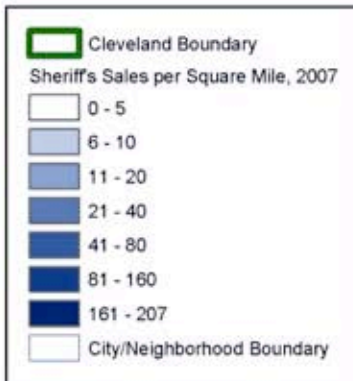 Cleveland Boundary
Sheriff's Sales per Square Mile, 2007
0 - 5
6 - 10
11 - 20
21 - 40
41 - 80
81 - 160
161 - 207
City/Neighborhood Boundary